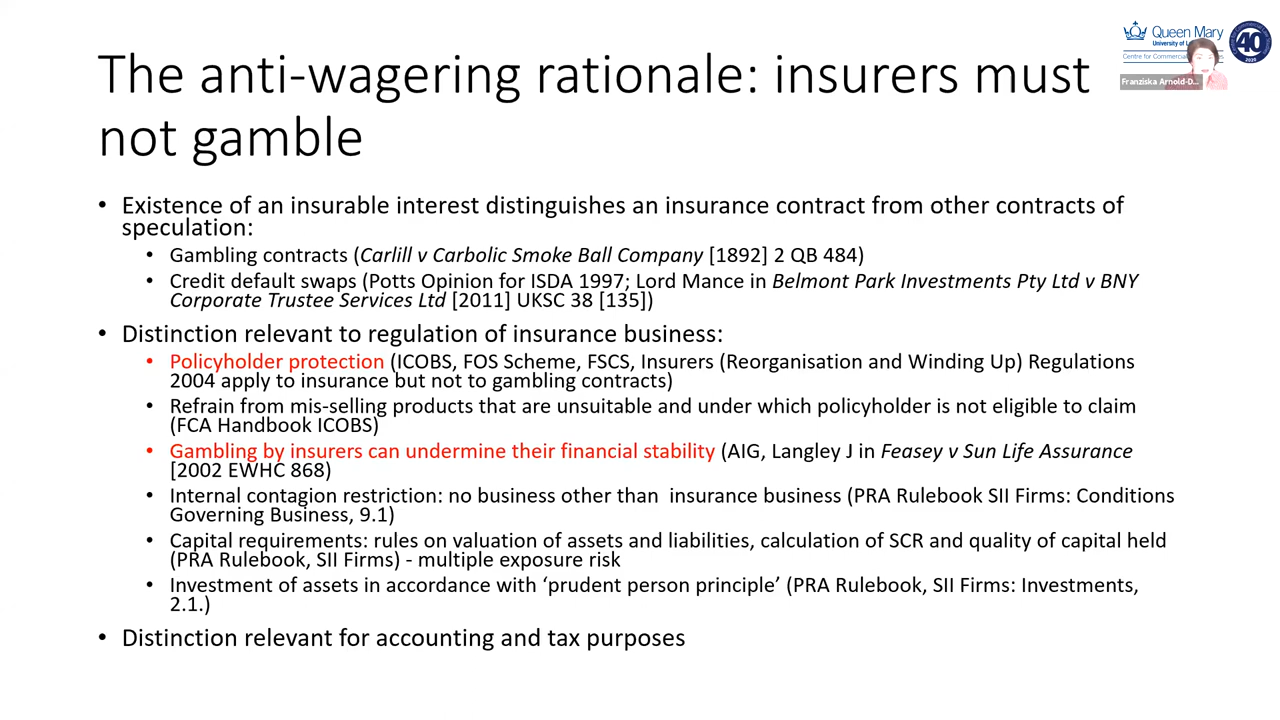 The anti-wagering rationale: insurers must
not gamble
Queen Mary
University of L
Centre for Commercial
40
2020
Franziska Arnold-D...
• Existence of an insurable interest distinguishes an insurance contract from other contracts of
speculation:
• Gambling contracts (Carlill v Carbolic Smoke Ball Company [1892] 2 QB 484)
• Credit default swaps (Potts Opinion for ISDA 1997; Lord Mance in Belmont Park Investments Pty Ltd v BNY
Corporate Trustee Services Ltd [2011] UKSC 38 [135])
• Distinction relevant to regulation of insurance business:
• Policyholder protection (ICOBS, FOS Scheme, FSCS, Insurers (Reorganisation and Winding Up) Regulations
2004 apply to insurance but not to gambling contracts)
• Refrain from mis-selling products that are unsuitable and under which policyholder is not eligible to claim
(FCA Handbook ICOBS)
• Gambling by insurers can undermine their financial stability (AIG, Langley J in Feasey v Sun Life Assurance
[2002 EWHC 868)
• Internal contagion restriction: no business other than  insurance business (PRA Rulebook SII Firms: Conditions
Governing Business, 9.1)
• Capital requirements: rules on valuation of assets and liabilities, calculation of SCR and quality of capital held
(PRA Rulebook, SII Firms) - multiple exposure risk
• Investment of assets in accordance with ‘prudent person principle’ (PRA Rulebook, SII Firms: Investments,
2.1.)
• Distinction relevant for accounting and tax purposes